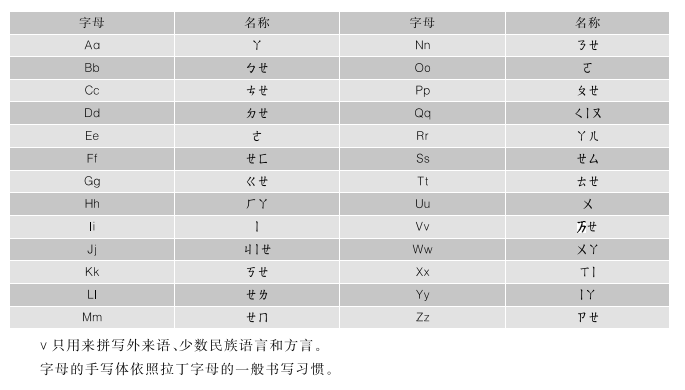 字母 名称 字母 名称
Aa ㄚ Nn ㄋㄝ
Bb ㄅㄝ Oo ㄛ
Cc ㄘㄝ Pp ㄆㄝ
Dd ㄉㄝ Qq ㄑㄧㄡ
Ee ㄜ Rr ㄚㄦ
Ff ㄝㄈ Ss ㄝㄙ
Gg ㄍㄝ Tt ㄊㄝ
Hh ㄏㄚ Uu ㄨ
Ii ㄧ Vv ㄪㄝ
Jj ㄐㄧㄝ Ww ㄨㄚ
Kk ㄎㄝ Xx ㄒㄧ
Ll ㄝㄌ Yy ㄧㄚ
Mm ㄝㄇ Zz ㄗㄝ
v 只用来拼写外来语、少数民族语言和方言。
字母的手写体依照拉丁字母的一般书写习惯。